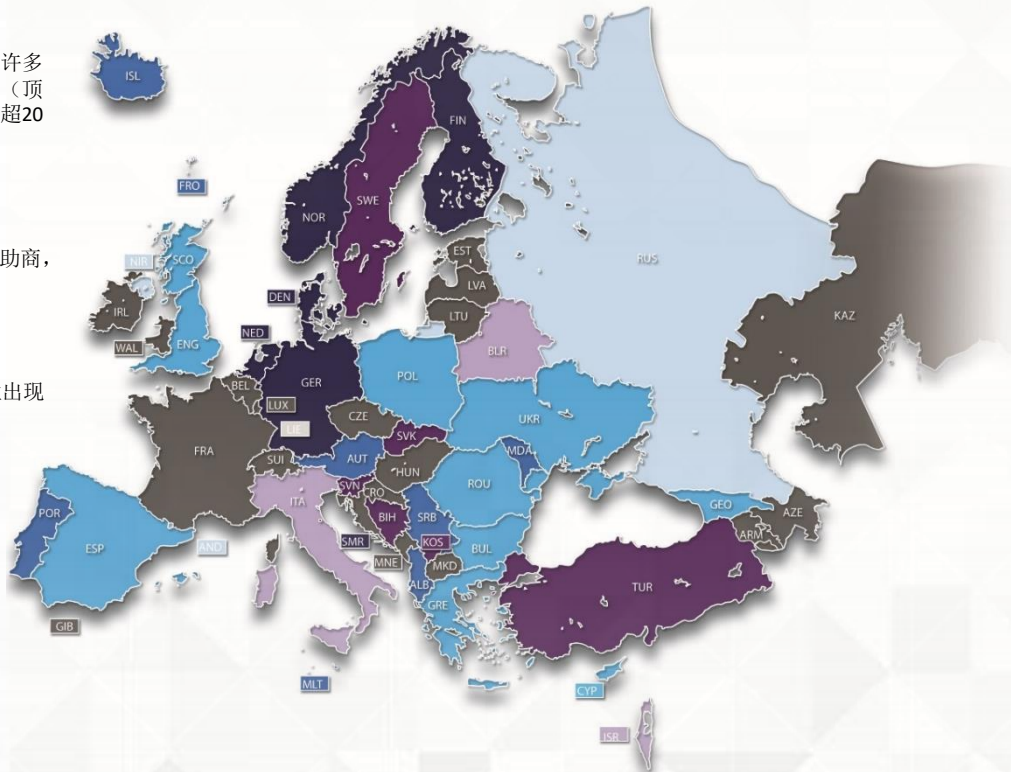 许多
（顶
超20
助商，
出现
ISL
FRO
FIN
SWE
NOR
NIR
SCO
IRL
DEN
WAL
ENG
NED
EST
LVA
LTU
RUS
KAZ
BLR
BEL
GER
POL
LUX
LIE
CZE
UKR
FRA
SUI
AUT
SVK
HUN
MDA
ITA
SVN
CRO
ROU
POR
ESP
AND
BIH
SRB
GEO
AZE
ARM
SMR
KOS
BUL
MNE
MKD
ALB
GRE
TUR
GIB
MLT
CYP
ISR